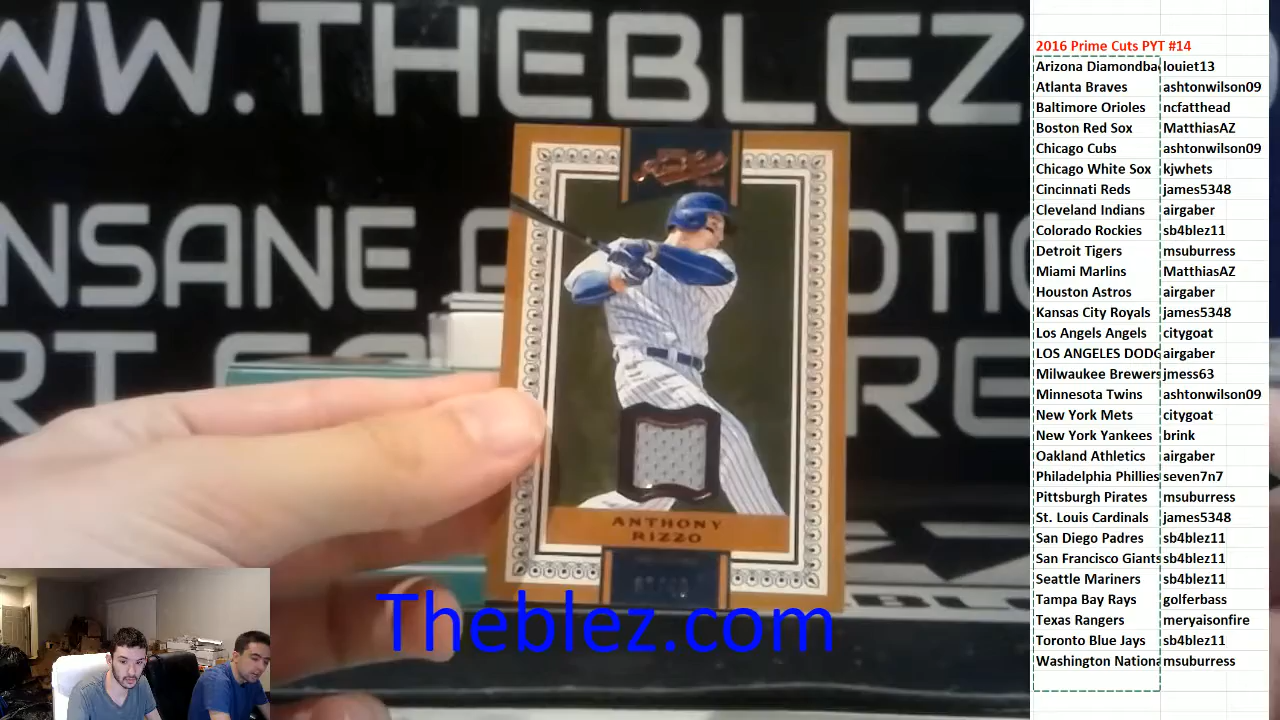 WW.THEBLEZ
NSANE
ANTHONY
RIZZO
Theblez.com
2016 Prime Cuts PYT #14
Arizona Diamondba louiet13
Atlanta Braves ashtonwilson09
Baltimore Orioles ncfatthead
Boston Red Sox MatthiasAZ
Chicago Cubs ashtonwilson09
Chicago White Sox kjwhets
Cincinnati Reds james5348
Cleveland Indians airgaber
Colorado Rockies sb4blez11
Detroit Tigers msuburress
Miami Marlins MatthiasAZ
Houston Astros airgaber
Kansas City Royals james5348
Los Angels Angels citygoat
LOS ANGELES DODG airgaber
Milwaukee Brewers jmess63
Minnesota Twins ashtonwilson09
New York Mets citygoat
New York Yankees brink
Oakland Athletics airgaber
Philadelphia Phillies seven7n7
Pittsburgh Pirates msuburress
St. Louis Cardinals james5348
San Diego Padres sb4blez11
San Francisco Giants sb4blez11
Seattle Mariners sb4blez11
Tampa Bay Rays golferbass
Texas Rangers meryaisonfire
Toronto Blue Jays sb4blez11
Washington Nationa msuburress